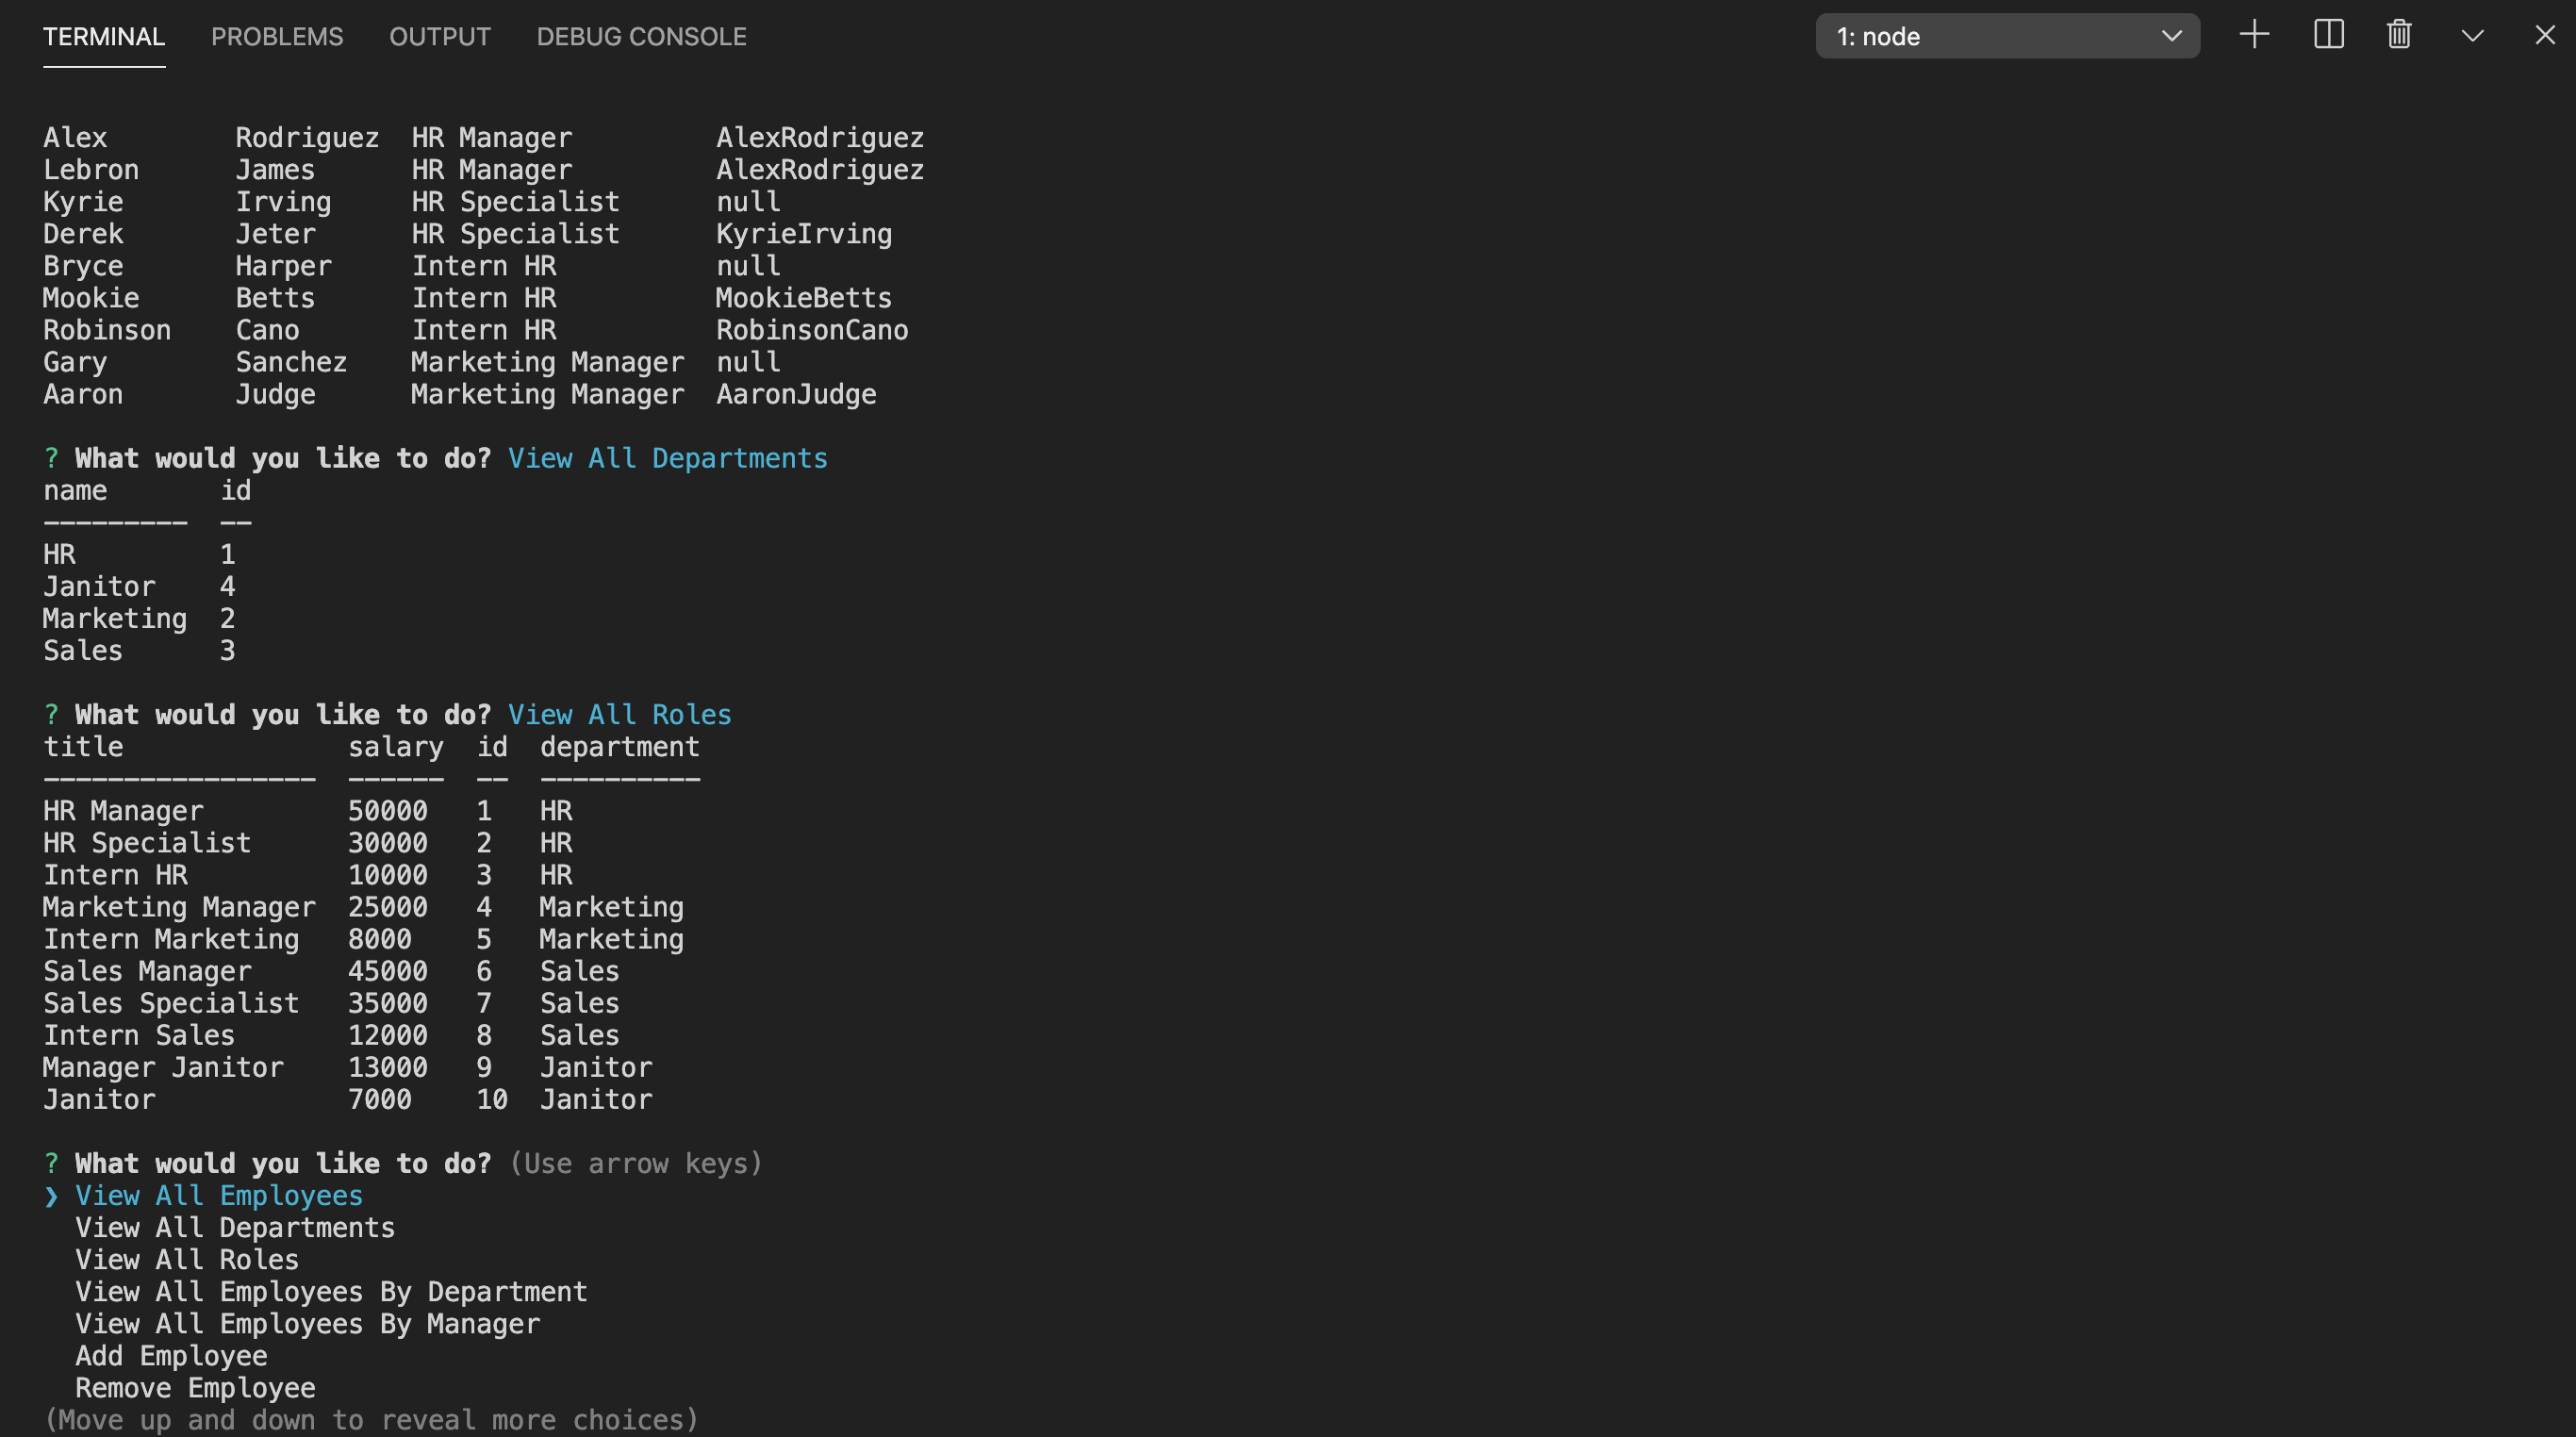 TERMINAL PROBLEMS OUTPUT DEBUG CONSOLE 1: node
Alex        Rodriguez  HR Manager         AlexRodriguez
Lebron      James      HR Manager         AlexRodriguez
Kyrie       Irving     HR Specialist      null
Derek       Jeter      HR Specialist      KyrieIrving
Bryce       Harper     Intern HR          null
Mookie      Betts      Intern HR          MookieBetts
Robinson    Cano       Intern HR          RobinsonCano
Gary        Sanchez    Marketing Manager  null
Aaron       Judge      Marketing Manager  AaronJudge
? What would you like to do? View All Departments
name       id
---------  --
HR         1
Janitor    4
Marketing  2
Sales      3
? What would you like to do? View All Roles
title              salary  id  department
-----------------  ------  --  ----------
HR Manager         50000   1   HR
HR Specialist      30000   2   HR
Intern HR          10000   3   HR
Marketing Manager  25000   4   Marketing
Intern Marketing   8000    5   Marketing
Sales Manager      45000   6   Sales
Sales Specialist   35000   7   Sales
Intern Sales       12000   8   Sales
Manager Janitor    13000   9   Janitor
Janitor            7000    10  Janitor
? What would you like to do? (Use arrow keys)
❯ View All Employees
  View All Departments
  View All Roles
  View All Employees By Department
  View All Employees By Manager
  Add Employee
  Remove Employee
(Move up and down to reveal more choices)